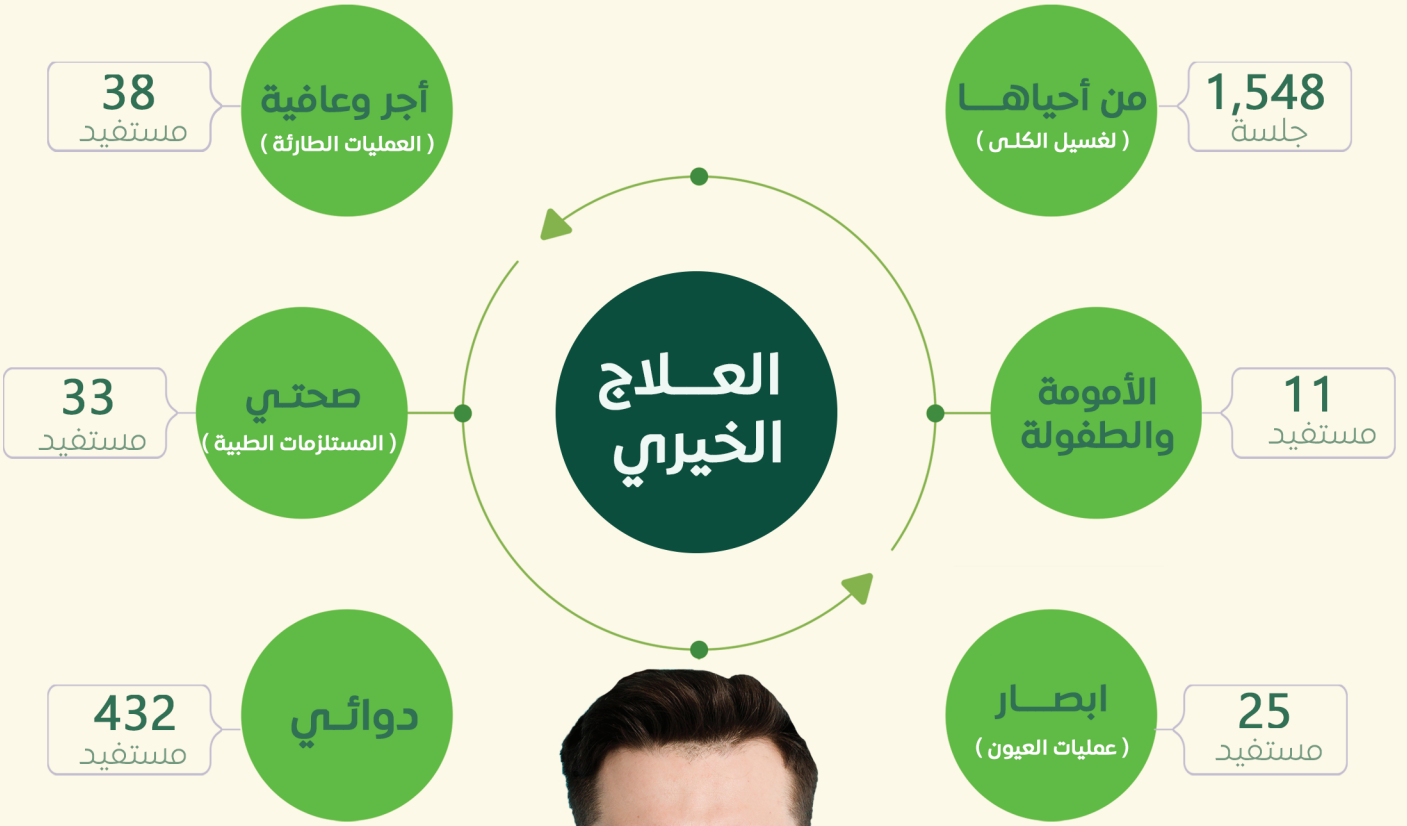 من أحياها
( لغسيل الكلى )
1,548
جلسة
أجر وعافية
( العمليات الطارئة )
38
مستفيد
العلاج
الخيري
الأمومة
والطفولة
11
مستفيد
صحتي
( المستلزمات الطبية )
33
مستفيد
ابصار
( عمليات العيون )
25
مستفيد
دوائي
432
مستفيد